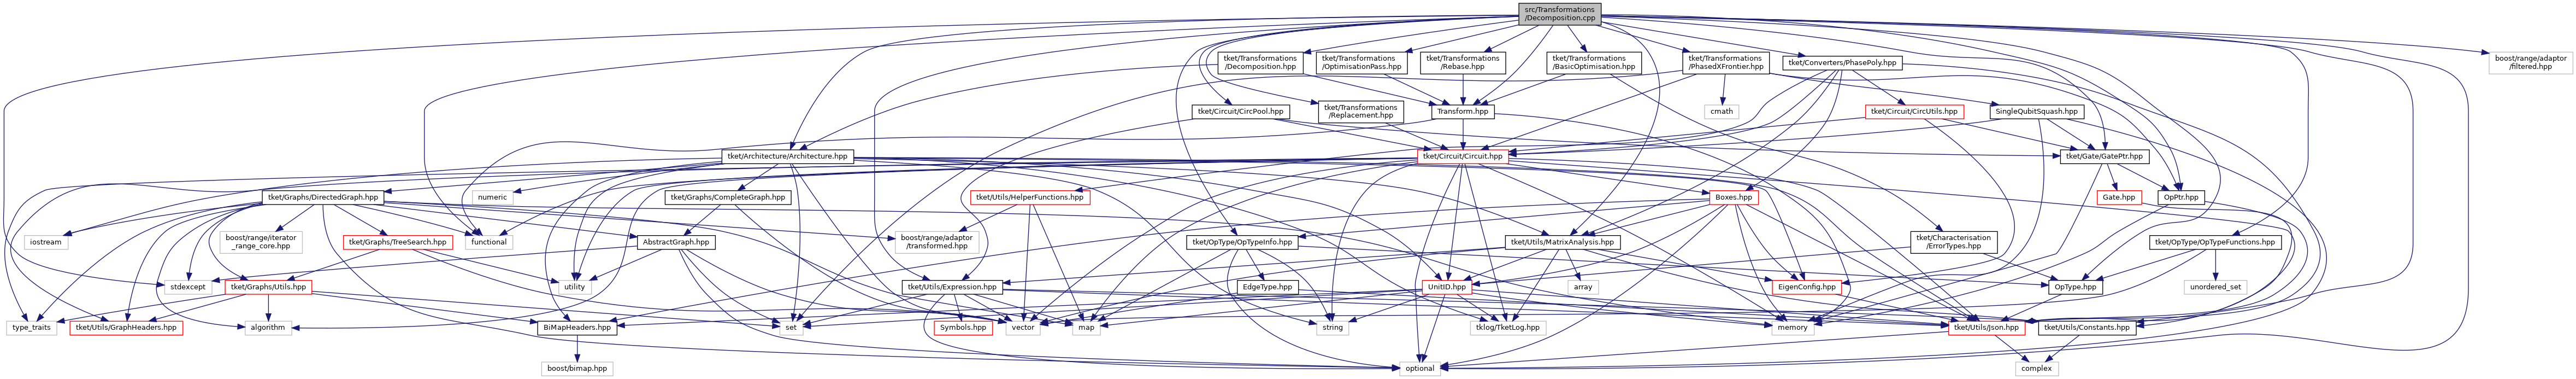 src/Transformations
/Decomposition.cpp
tket/Transformations
/Decomposition.hpp
tket/Transformations
/OptimisationPass.hpp
tket/Transformations
/Rebase.hpp
tket/Transformations
/BasicOptimisation.hpp
tket/Transformations
/PhasedXFrontier.hpp
tket/Converters/PhasePoly.hpp
boost/range/adaptor
/filtered.hpp
tket/Circuit/CircPool.hpp
tket/Transformations
/Replacement.hpp
Transform.hpp
cmath
tket/Circuit/CircUtils.hpp
SingleQubitSquash.hpp
tket/Architecture/Architecture.hpp
tket/Circuit/Circuit.hpp
tket/Gate/GatePtr.hpp
tket/Graphs/DirectedGraph.hpp
numeric
tket/Graphs/CompleteGraph.hpp
tket/Utils/HelperFunctions.hpp
Boxes.hpp
Gate.hpp
OpPtr.hpp
iostream
boost/range/iterator
_range_core.hpp
tket/Graphs/TreeSearch.hpp
functional
AbstractGraph.hpp
boost/range/adaptor
/transformed.hpp
tket/OpType/OpTypeInfo.hpp
tket/Utils/MatrixAnalysis.hpp
tket/Characterisation
/ErrorTypes.hpp
tket/OpType/OpTypeFunctions.hpp
stdexcept
tket/Graphs/Utils.hpp
utility
tket/Utils/Expression.hpp
EdgeType.hpp
UnitID.hpp
array
EigenConfig.hpp
OpType.hpp
unordered_set
type_traits
tket/Utils/GraphHeaders.hpp
algorithm
BiMapHeaders.hpp
set
Symbols.hpp
vector
map
string
tklog/TketLog.hpp
memory
tket/Utils/Json.hpp
tket/Utils/Constants.hpp
boost/bimap.hpp
optional
complex